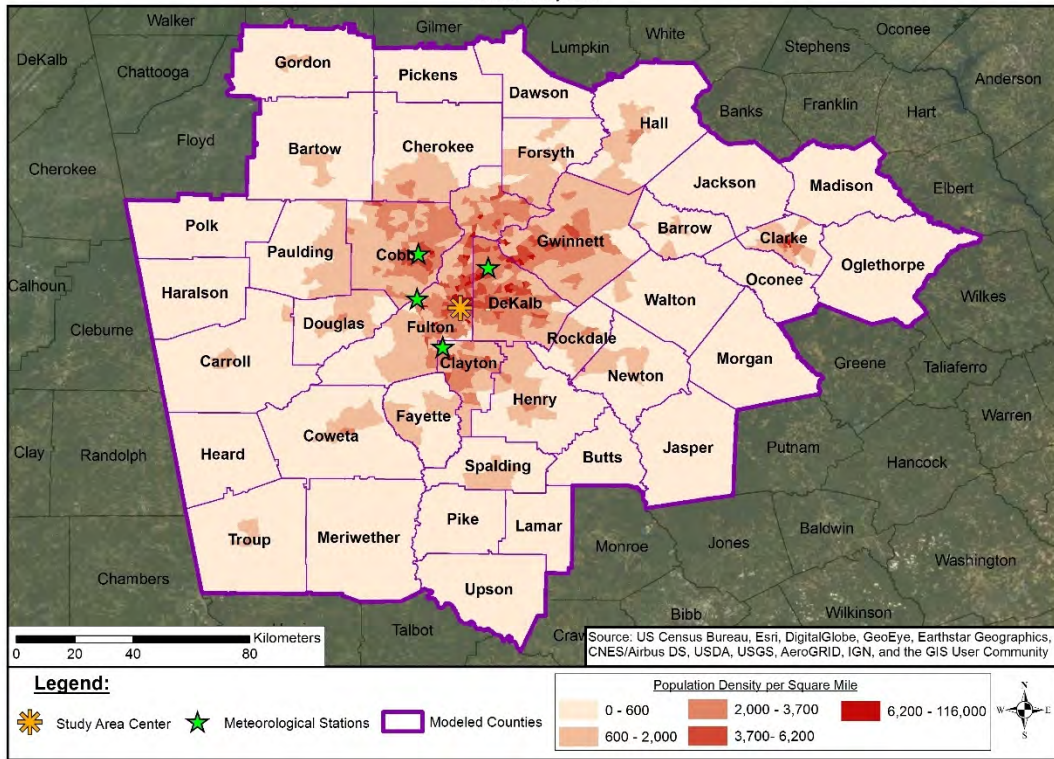 Walker
Gilmer
White
Oconee
Lumpkin
Stephens
DeKalb
Chattooga
Gordon
Pickens
Dawson
Anderson
Banks
Franklin
Hart
Hall
Floyd
Bartow
Cherokee
Forsyth
Cherokee
Jackson
Madison
Elbert
Polk
Paulding
Cobb
Gwinnett
Barrow
Clarke
Oglethorpe
Calhoun
Haralson
Oconee
Walton
DeKalb
Wilkes
Cleburne
Douglas
Fulton
Rockdale
Carroll
Clayton
Morgan
Greene
Taliaferro
Newton
Henry
Fayette
Coweta
Warren
Clay
Randolph
Heard
Jasper
Putnam
Butts
Spalding
Hancock
Pike
Lamar
Troup
Meriwether
Monroe
Jones
Baldwin
Washington
Chambers
Upson
Bibb
Wilkinson
Talbot
Kilometers
0 20 40 80
Source: US Census Bureau, Esri, DigitalGlobe, GeoEye, Earthstar Geographics,
CNES/Airbus DS, USDA, USGS, AeroGRID, IGN, and the GIS User Community
Legend:
Study Area Center
Meteorological Stations
Modeled Counties
Population Density per Square Mile
0 - 600
2,000 - 3,700
6,200 - 116,000
600 - 2,000
3,700- 6,200
N
W
E
S